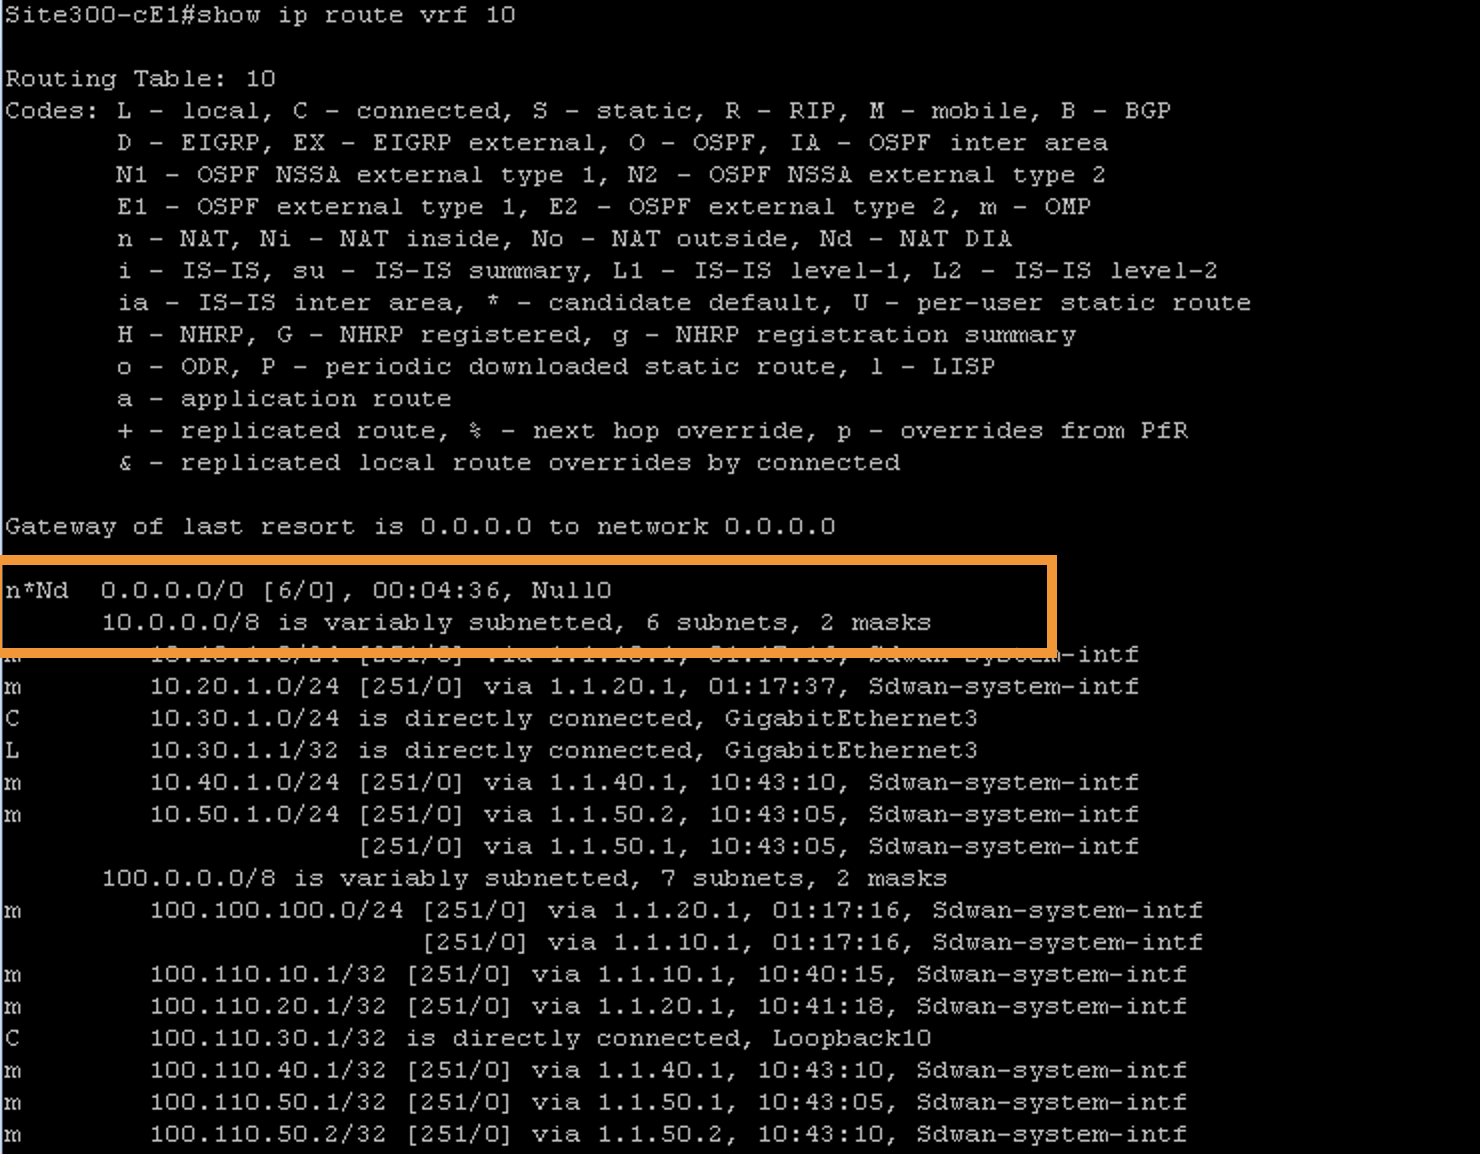 Site300-cE1#show ip route vrf 10
Routing Table: 10
Codes: L - local, C - connected, S - static, R - RIP, M - mobile, B - BGP
D - EIGRP, EX - EIGRP external, O - OSPF, IA - OSPF inter area
N1 - OSPF NSSA external type 1, N2 - OSPF NSSA external type 2
E1 - OSPF external type 1, E2 - OSPF external type 2, m - OMP
n - NAT, Ni - NAT inside, No - NAT outside, Nd - NAT DIA
i - IS-IS, su - IS-IS summary, L1 - IS-IS level-1, L2 - IS-IS level-2
ia - IS-IS inter area, * - candidate default, U - per-user static route
H - NHRP, G - NHRP registered, g - NHRP registration summary
o - ODR, P - periodic downloaded static route, l - LISP
a - application route
+ - replicated route, % - next hop override, p - overrides from PfR
& - replicated local route overrides by connected
Gateway of last resort is 0.0.0.0 to network 0.0.0.0
n*Nd 0.0.0.0/0 [6/0], 00:04:36, Null0
10.0.0.0/8 is variably subnetted, 6 subnets, 2 masks
m 10.10.1.0/24 [251/0] via 1.1.10.1, 01:17:16, Sdwan-system-intf
m 10.20.1.0/24 [251/0] via 1.1.20.1, 01:17:37, Sdwan-system-intf
C 10.30.1.0/24 is directly connected, GigabitEthernet3
L 10.30.1.1/32 is directly connected, GigabitEthernet3
m 10.40.1.0/24 [251/0] via 1.1.40.1, 10:43:10, Sdwan-system-intf
m 10.50.1.0/24 [251/0] via 1.1.50.2, 10:43:05, Sdwan-system-intf
[251/0] via 1.1.50.1, 10:43:05, Sdwan-system-intf
100.0.0.0/8 is variably subnetted, 7 subnets, 2 masks
m 100.100.100.0/24 [251/0] via 1.1.20.1, 01:17:16, Sdwan-system-intf
[251/0] via 1.1.10.1, 01:17:16, Sdwan-system-intf
m 100.110.10.1/32 [251/0] via 1.1.10.1, 10:40:15, Sdwan-system-intf
m 100.110.20.1/32 [251/0] via 1.1.20.1, 10:41:18, Sdwan-system-intf
C 100.110.30.1/32 is directly connected, Loopback10
m 100.110.40.1/32 [251/0] via 1.1.40.1, 10:43:10, Sdwan-system-intf
m 100.110.50.1/32 [251/0] via 1.1.50.1, 10:43:05, Sdwan-system-intf
m 100.110.50.2/32 [251/0] via 1.1.50.2, 10:43:10, Sdwan-system-intf